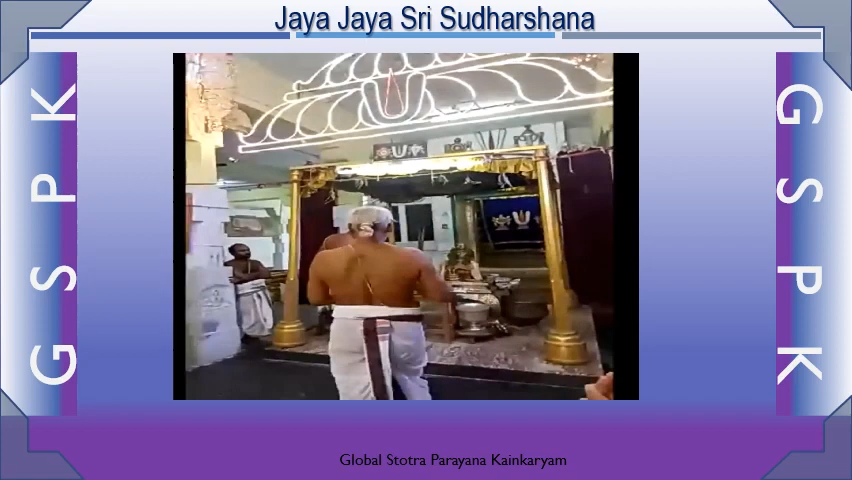 Jaya Jaya Sri Sudharshana
G S P K
G S P K
Global Stotra Parayana Kainkaryam